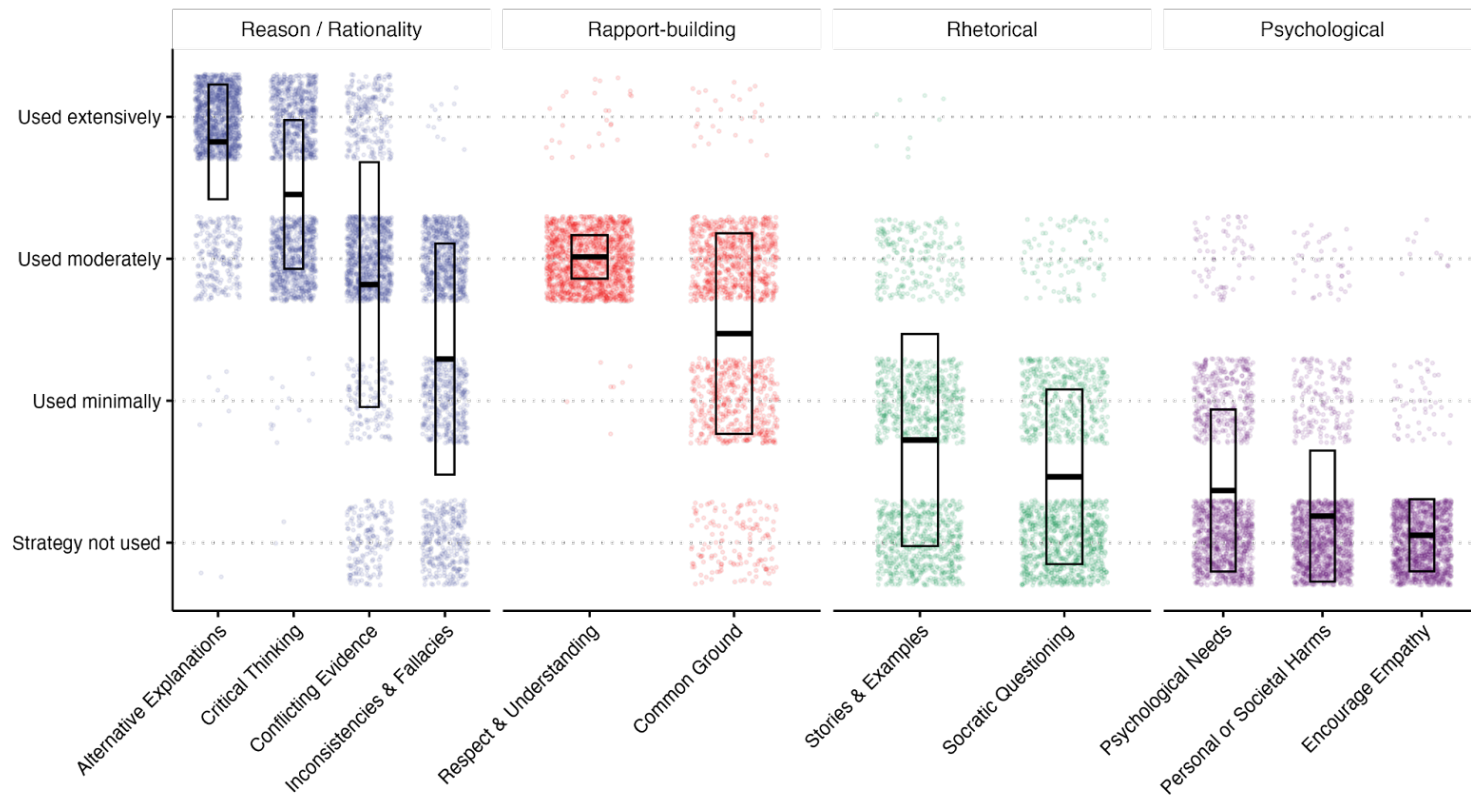 Reason / Rationality
Rapport-building
Rhetorical
Psychological
Used extensively
Used moderately
Used minimally
Strategy not used
Alternative Explanations
Critical Thinking
Conflicting Evidence
Inconsistencies & Fallacies
Respect & Understanding
Common Ground
Stories & Examples
Socratic Questioning
Psychological Needs
Personal or Societal Harms
Encourage Empathy